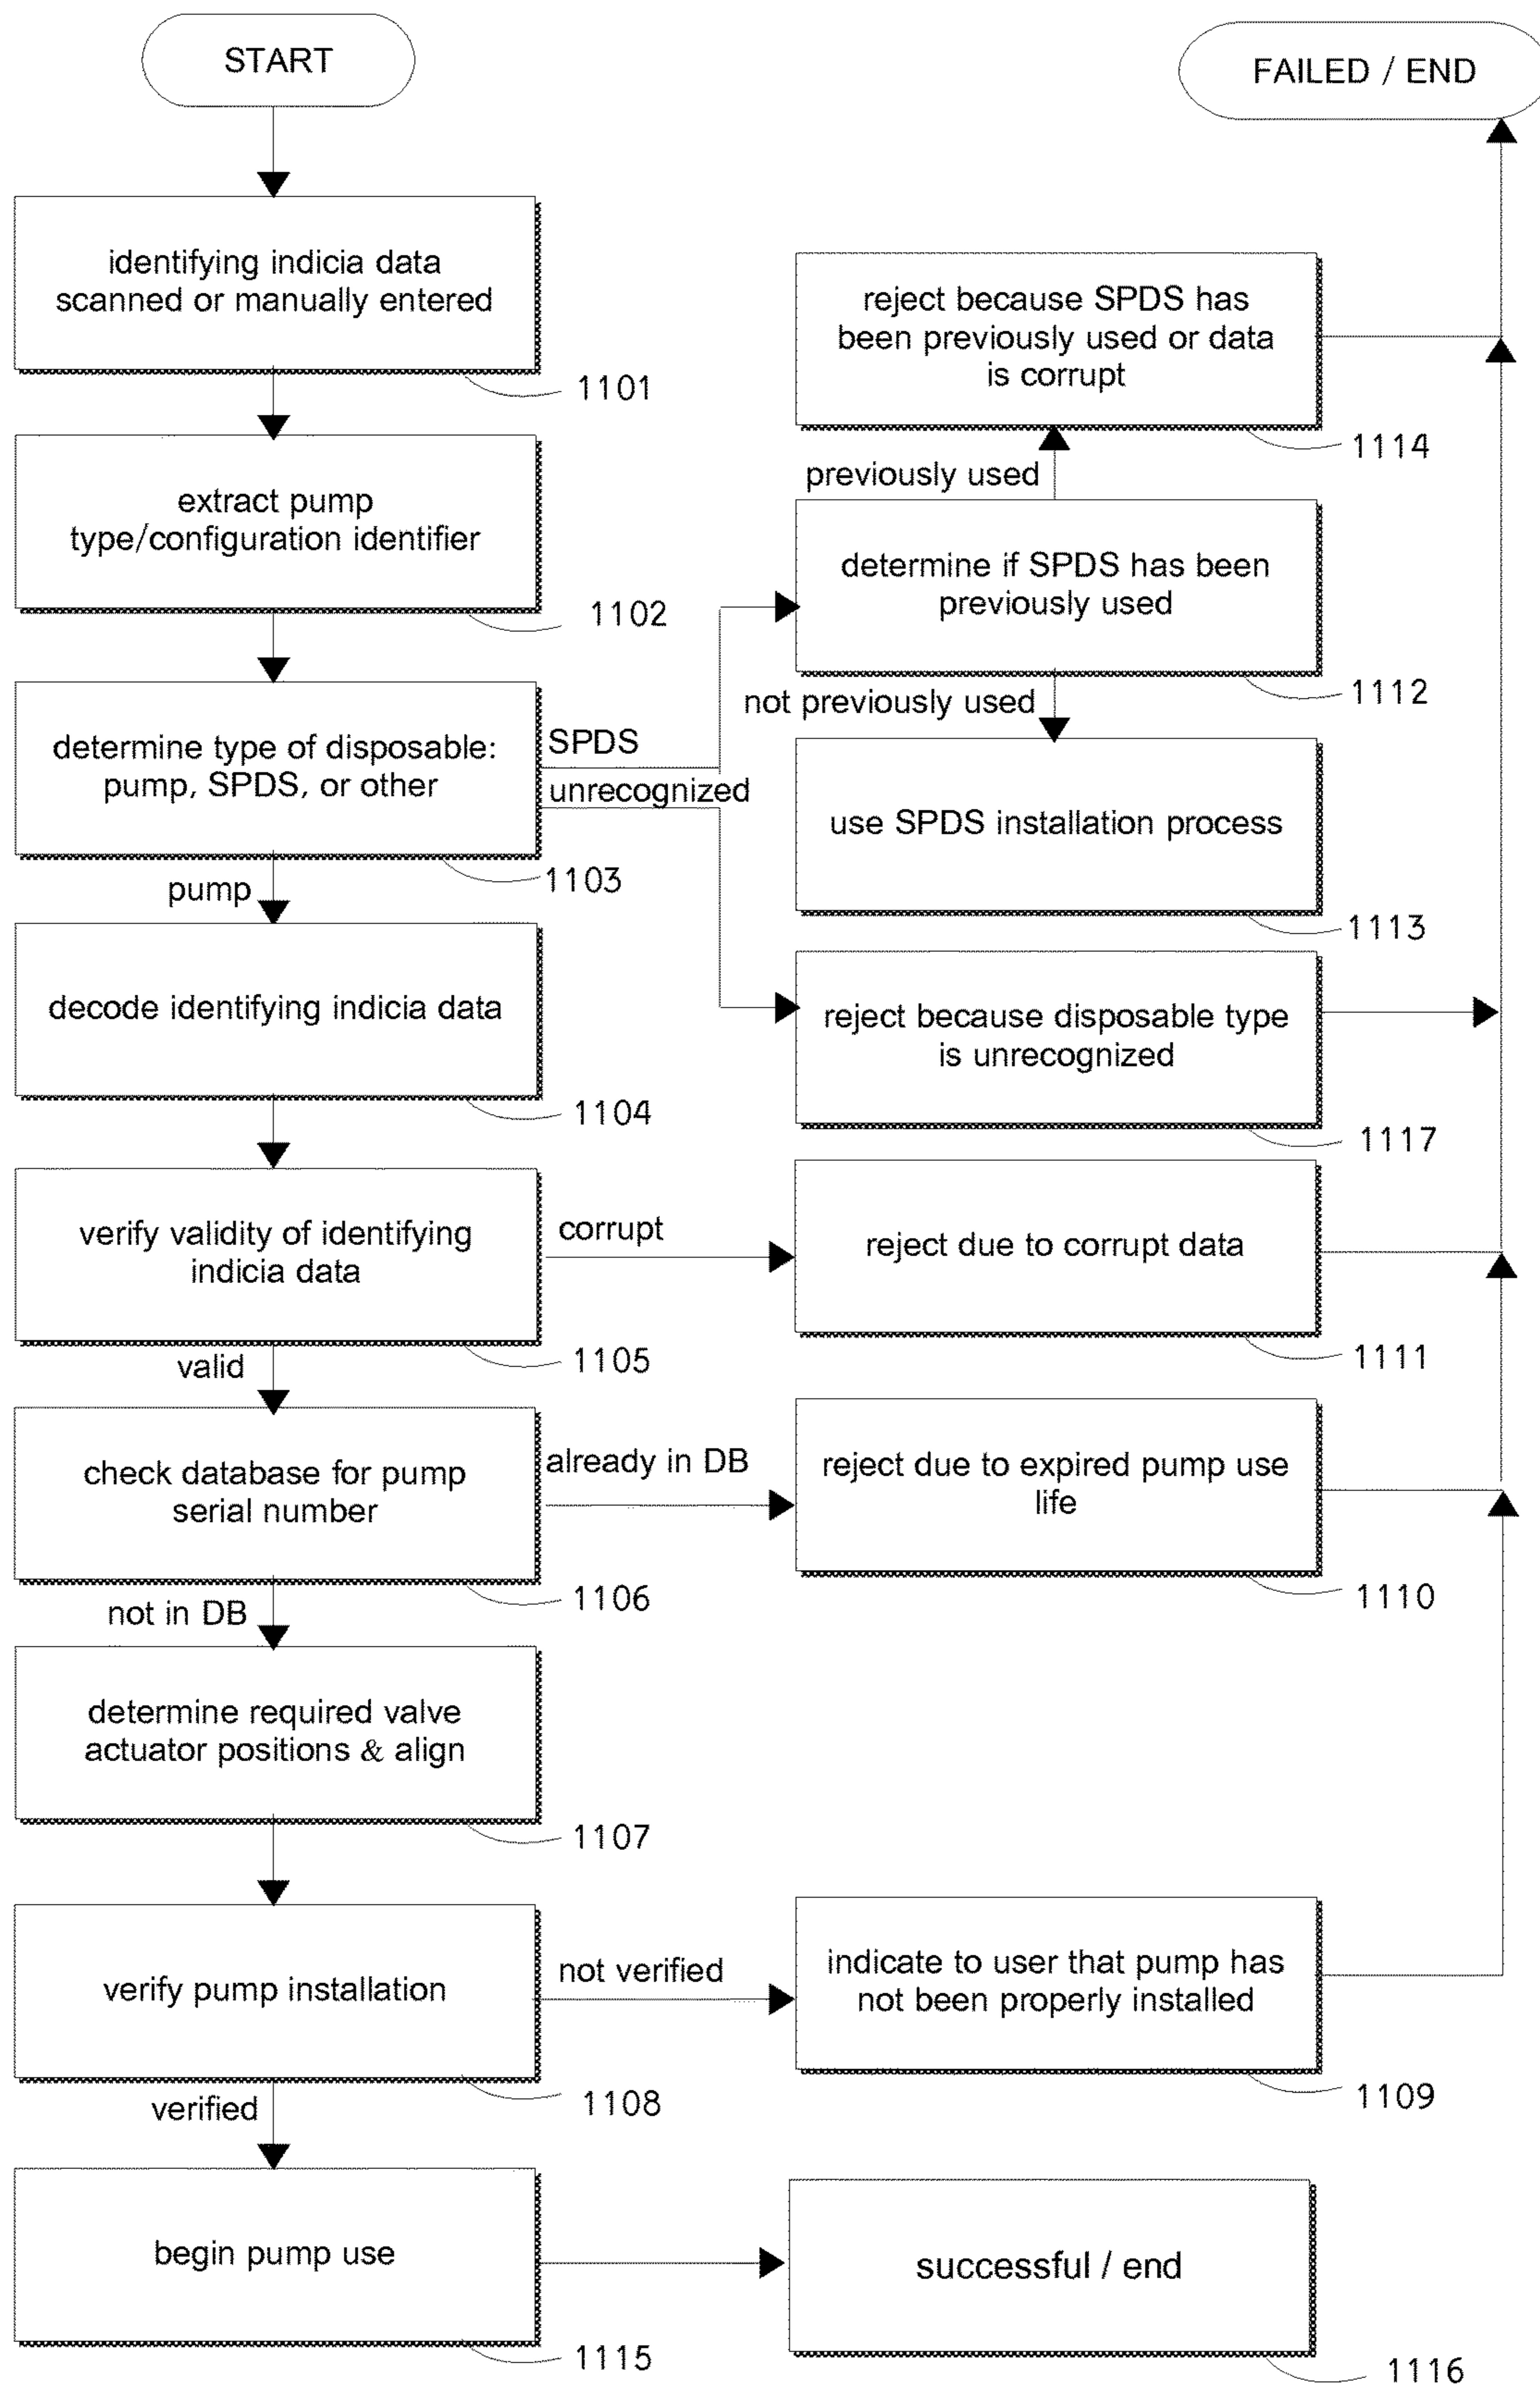 START
FAILED / END
identifying indicia data
scanned or manually entered
1101
extract pump
type/configuration identifier
1102
determine type of disposable:
pump, SPDS, or other
1103
SPDS
unrecognized
pump
reject because SPDS has
been previously used or data
is corrupt
1114
previously used
determine if SPDS has been
previously used
1112
not previously used
use SPDS installation process
1113
decode identifying indicia data
1104
reject because disposable type
is unrecognized
1117
verify validity of identifying
indicia data
1105
corrupt
reject due to corrupt data
1111
valid
check database for pump
serial number
1106
already in DB
reject due to expired pump use
life
1110
not in DB
determine required valve
actuator positions & align
1107
verify pump installation
1108
not verified
indicate to user that pump has
not been properly installed
1109
verified
begin pump use
1115
successful / end
1116